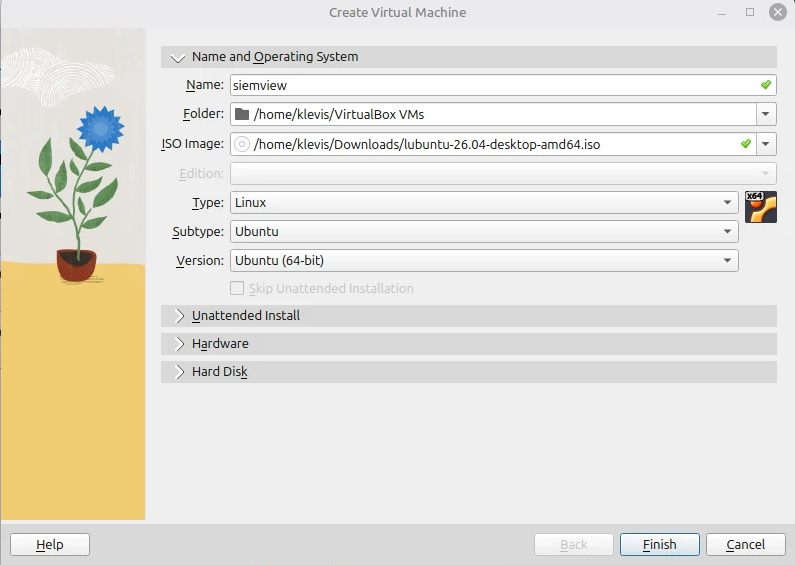 Create Virtual Machine
Name and Operating System
Name: siemview
Folder: /home/klevis/VirtualBox VMs
ISO Image: /home/klevis/Downloads/lubuntu-26.04-desktop-amd64.iso
Edition:
Type: Linux
x64
Subtype: Ubuntu
Version: Ubuntu (64-bit)
Skip Unattended Installation
Unattended Install
Hardware
Hard Disk
Help Back Finish Cancel